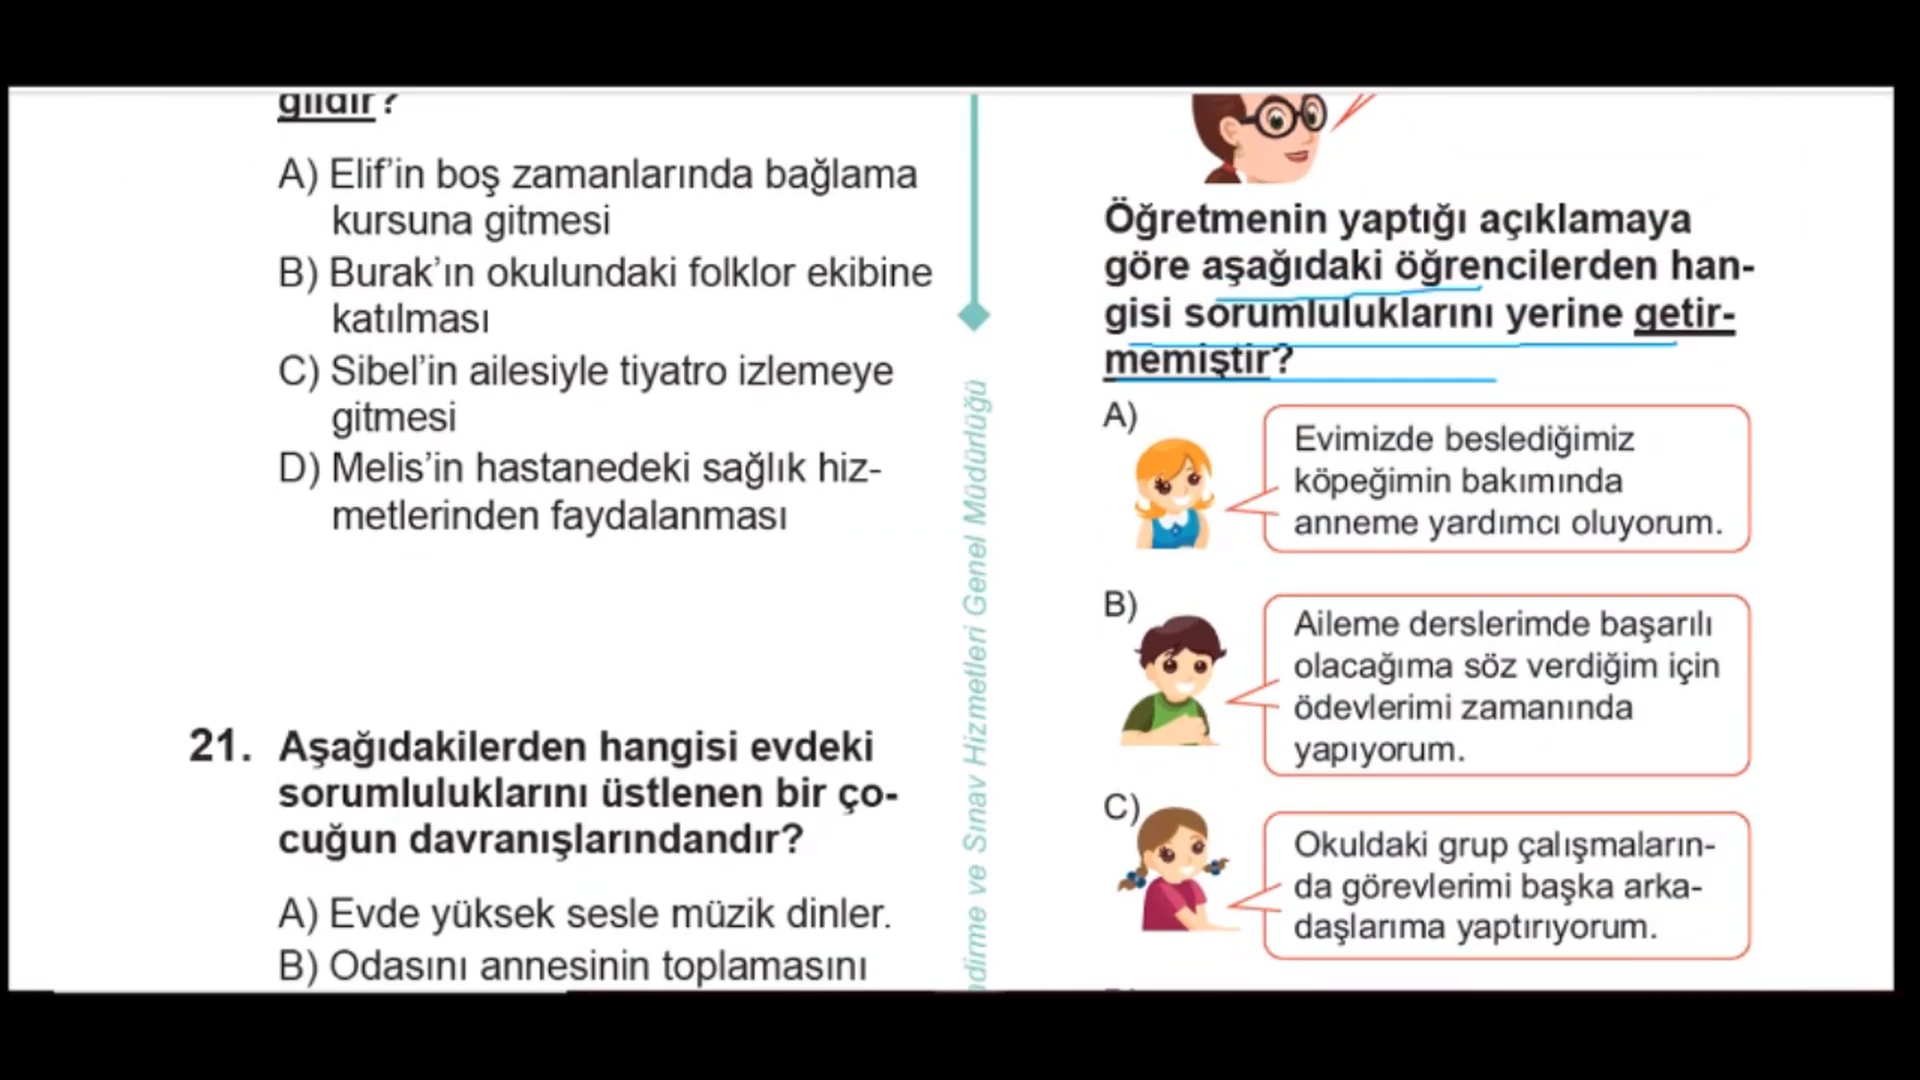 gildir?
A) Elif’in boş zamanlarında bağlama
kursuna gitmesi
B) Burak’ın okulundaki folklor ekibine
katılması
C) Sibel’in ailesiyle tiyatro izlemeye
gitmesi
D) Melis’in hastanedeki sağlık hiz-
metlerinden faydalanması
21. Aşağıdakilerden hangisi evdeki
sorumluluklarını üstlenen bir ço-
cuğun davranışlarındandır?
A) Evde yüksek sesle müzik dinler.
B) Odasını annesinin toplamasını
ndirme ve Sınav Hizmetleri Genel Müdürlüğü
Öğretmenin yaptığı açıklamaya
göre aşağıdaki öğrencilerden han-
gisi sorumluluklarını yerine getir-
memiştir?
A)
Evimizde beslediğimiz
köpeğimin bakımında
anneme yardımcı oluyorum.
B)
Aileme derslerimde başarılı
olacağıma söz verdiğim için
ödevlerimi zamanında
yapıyorum.
C)
Okuldaki grup çalışmaların-
da görevlerimi başka arka-
daşlarıma yaptırıyorum.